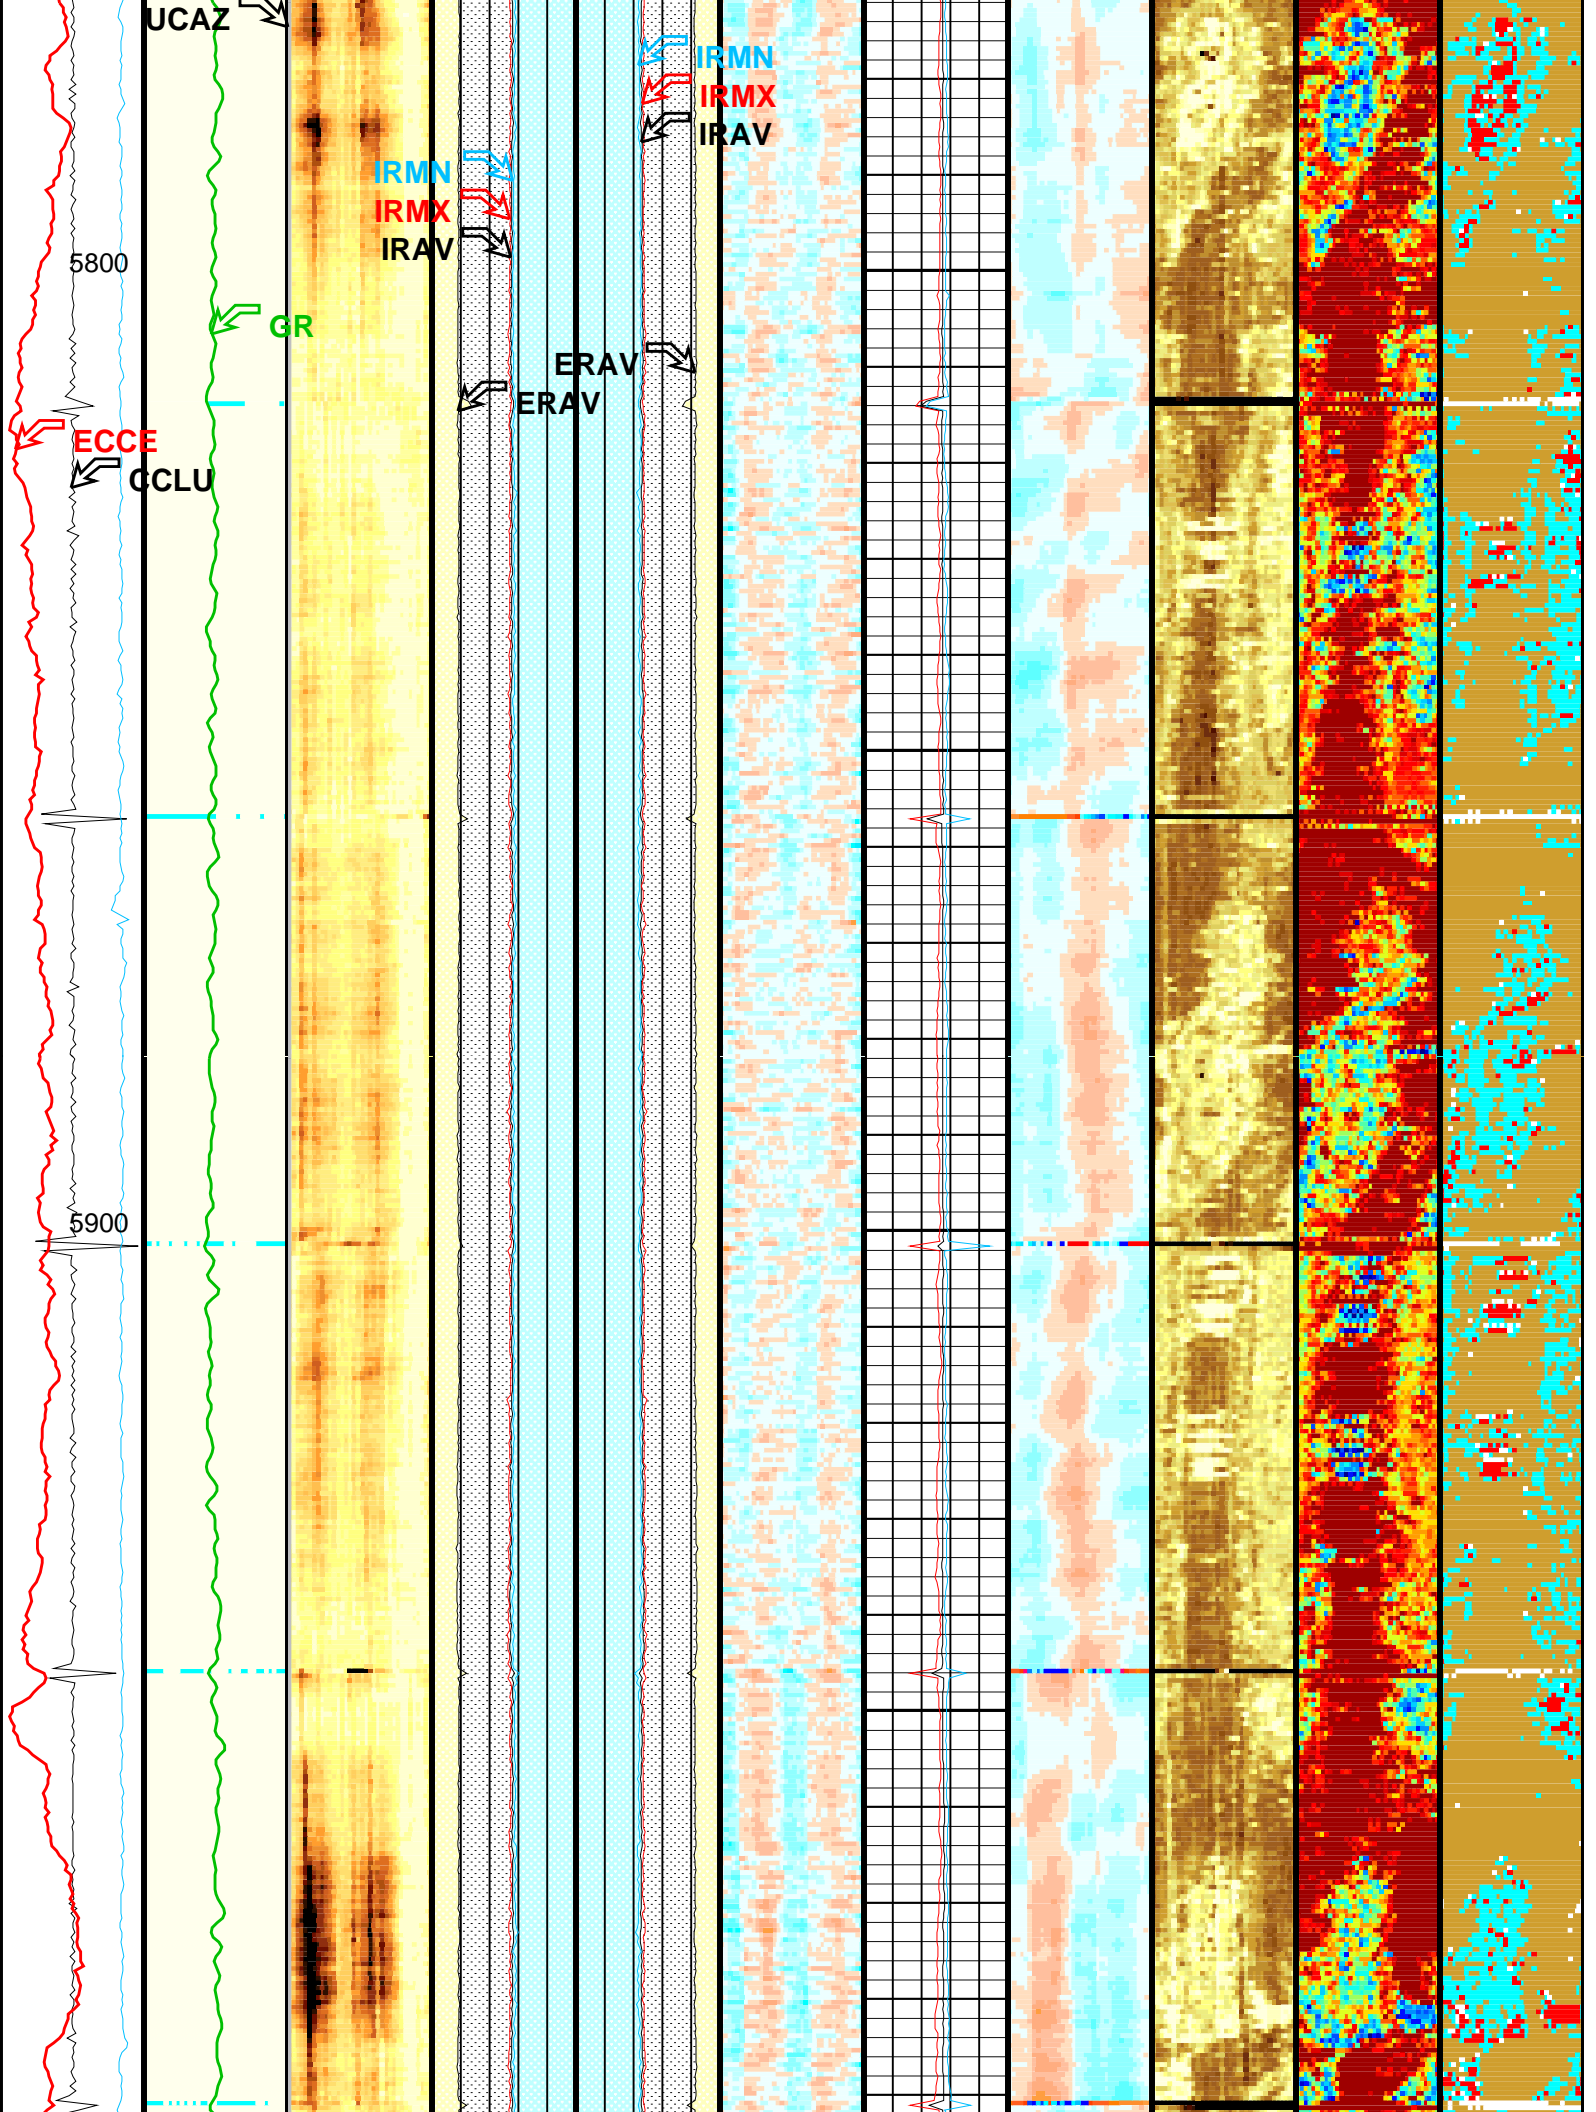 UCAZ
IRMN
IRMX
IRAV
IRMN
IRMX
IRAV
5800
GR
ERAV
ERAV
ECCE
CCLU
5900